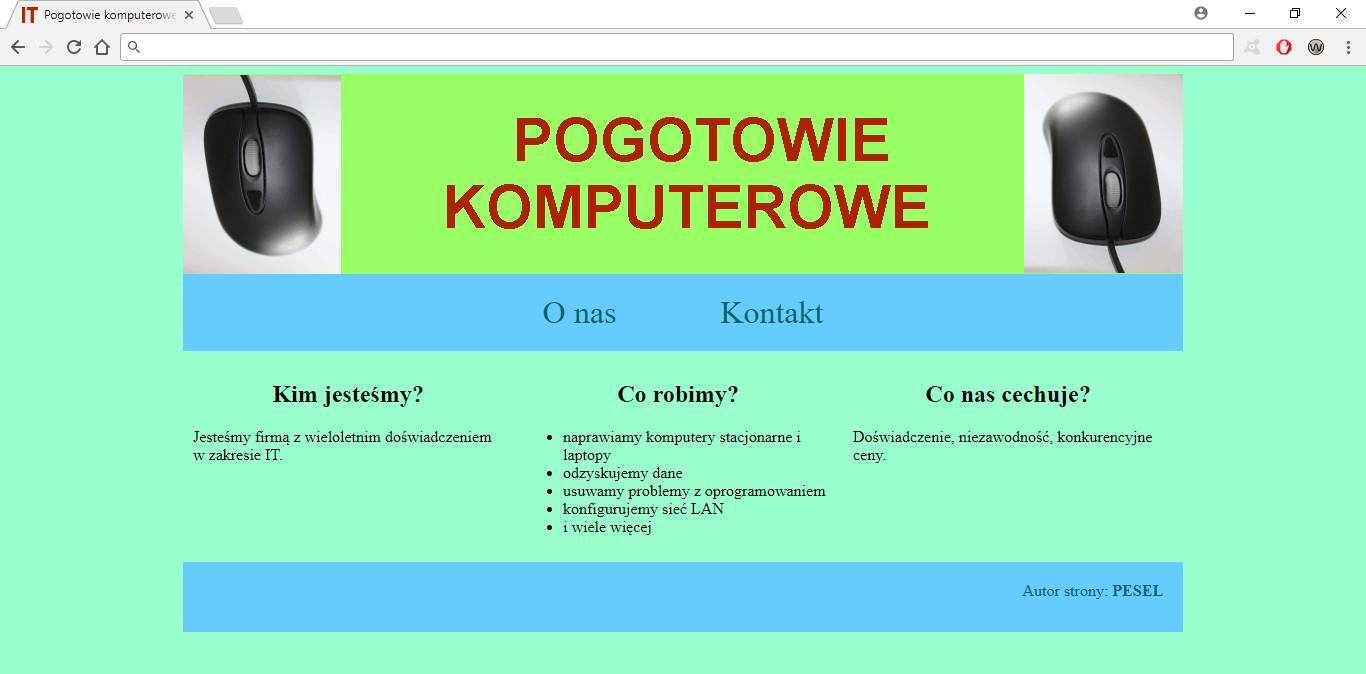 IT Pogotowie komputerowe
POGOTOWIE
KOMPUTEROWE
O nas Kontakt
Kim jesteśmy?
Jesteśmy firmą z wieloletnim doświadczeniem
w zakresie IT.
Co robimy?
• naprawiamy komputery stacjonarne i
laptopy
• odzyskujemy dane
• usuwamy problemy z oprogramowaniem
• konfigurujemy sieć LAN
• i wiele więcej
Co nas cechuje?
Doświadczenie, niezawodność, konkurencyjne
ceny.
Autor strony: PESEL